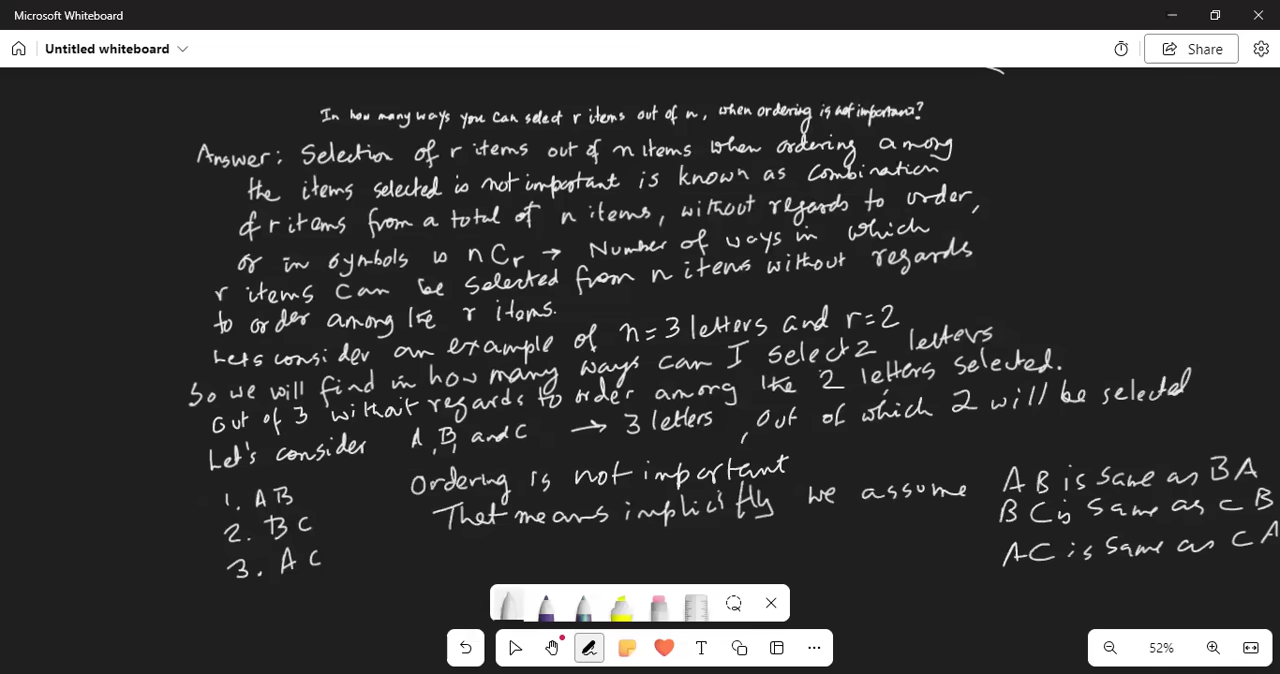 Microsoft Whiteboard
Untitled whiteboard
Share
In how many ways you can select r items out of n, when ordering is not important?
Answer: Selection of r items out of n items when ordering among
the items selected is not important is known as combination
of r items from a total of n items, without regards to order,
or in symbols is nCr → Number of ways in which
r items can be selected from n items without regards
to order among the r items.
Lets consider an example of n=3 letters and r=2
So we will find in how many ways can I select 2 letters
out of 3 without regards to order among the 2 letters selected.
Let's consider A, B, and C → 3 letters, out of which 2 will be selected
1. AB
2. BC
3. AC
Ordering is not important
That means implicitly we assume
AB is same as BA
BC is same as CB
AC is same as CA
52%